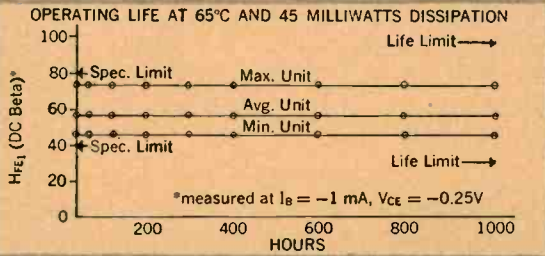 OPERATING LIFE AT 65°C AND 45 MILLIWATTS DISSIPATION
100
Life Limit
80
Spec. Limit
Max. Unit
60
Avg. Unit
Min. Unit
40
Spec. Limit
Life Limit
20
*measured at IB = -1 mA, VCE = -0.25V
0
HFE1 (DC Beta)*
200 400 600 800 1000
HOURS